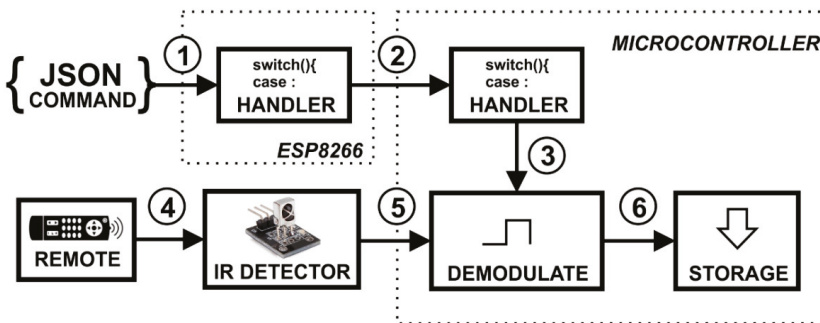 MICROCONTROLLER
{ JSON COMMAND }
1
switch(){
case :
HANDLER
ESP8266
2
switch(){
case :
HANDLER
3
4
REMOTE
IR DETECTOR
5
DEMODULATE
6
STORAGE